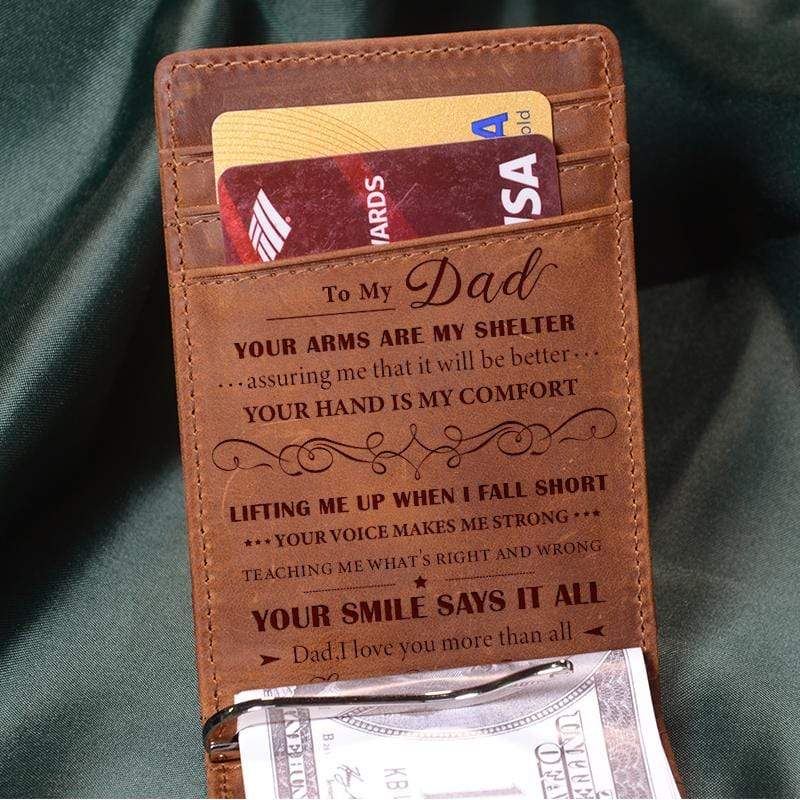 old
A
VISA
WARDS
To My Dad
YOUR ARMS ARE MY SHELTER
...assuring me that it will be better...
YOUR HAND IS MY COMFORT
LIFTING ME UP WHEN I FALL SHORT
★★★YOUR VOICE MAKES ME STRONG★★★
TEACHING ME WHAT'S RIGHT AND WRONG
★
YOUR SMILE SAYS IT ALL
Dad,I love you more than all
KB